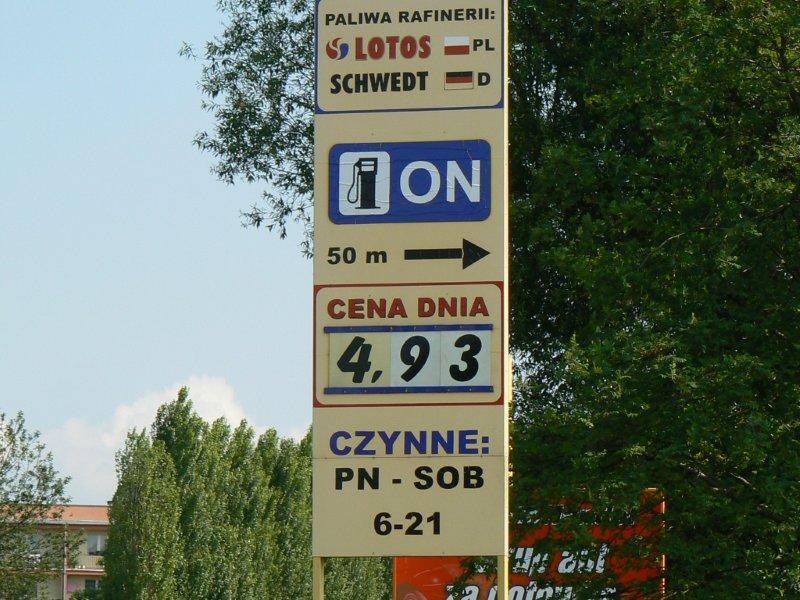 PALIWA RAFINERII:
LOTOS PL
SCHWEDT D
ON
50 m
CENA DNIA
4,93
CZYNNE:
PN - SOB
6-21